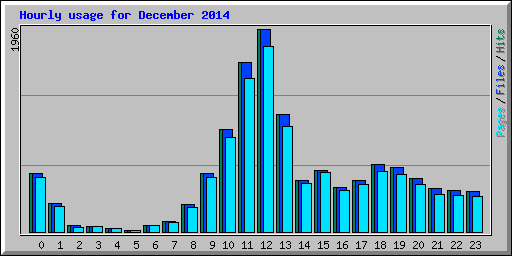 Hourly usage for December 2014
1960
Pages/Files/Hits
0 1 2 3 4 5 6 7 8 9 10 11 12 13 14 15 16 17 18 19 20 21 22 23